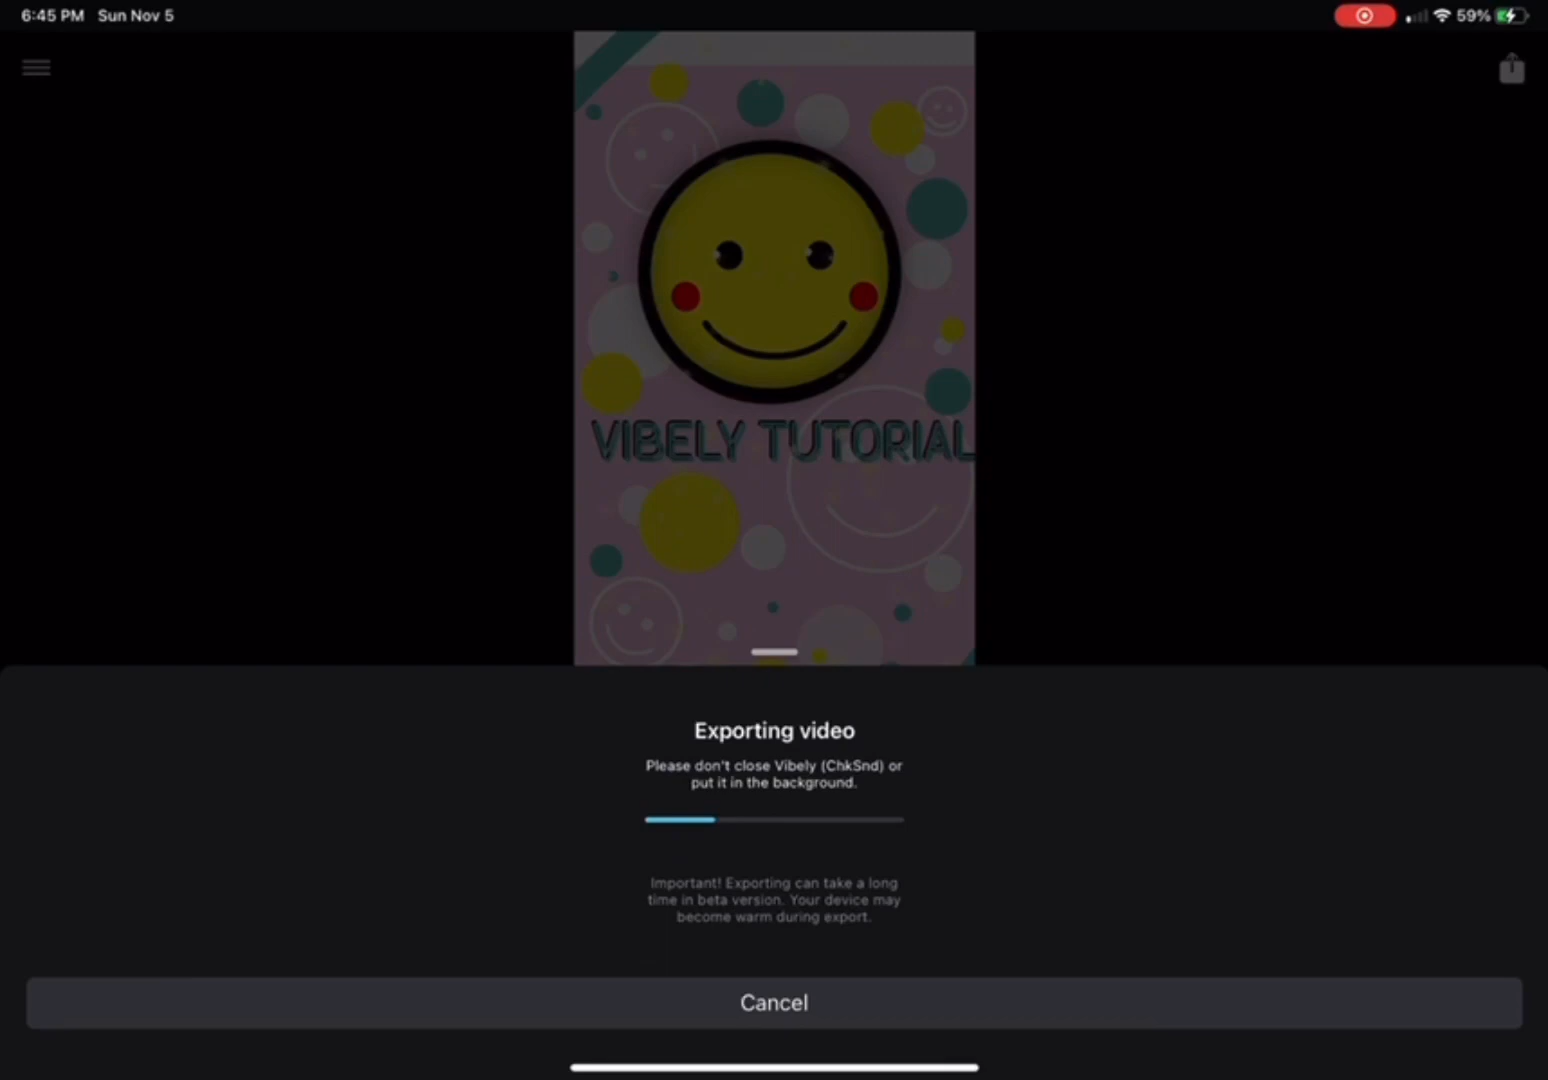 6:45 PM Sun Nov 5
59%
VIBELY TUTORIAL
Exporting video
Please don't close Vibely (ChkSnd) or
put it in the background.
Important! Exporting can take a long
time in beta version. Your device may
become warm during export.
Cancel